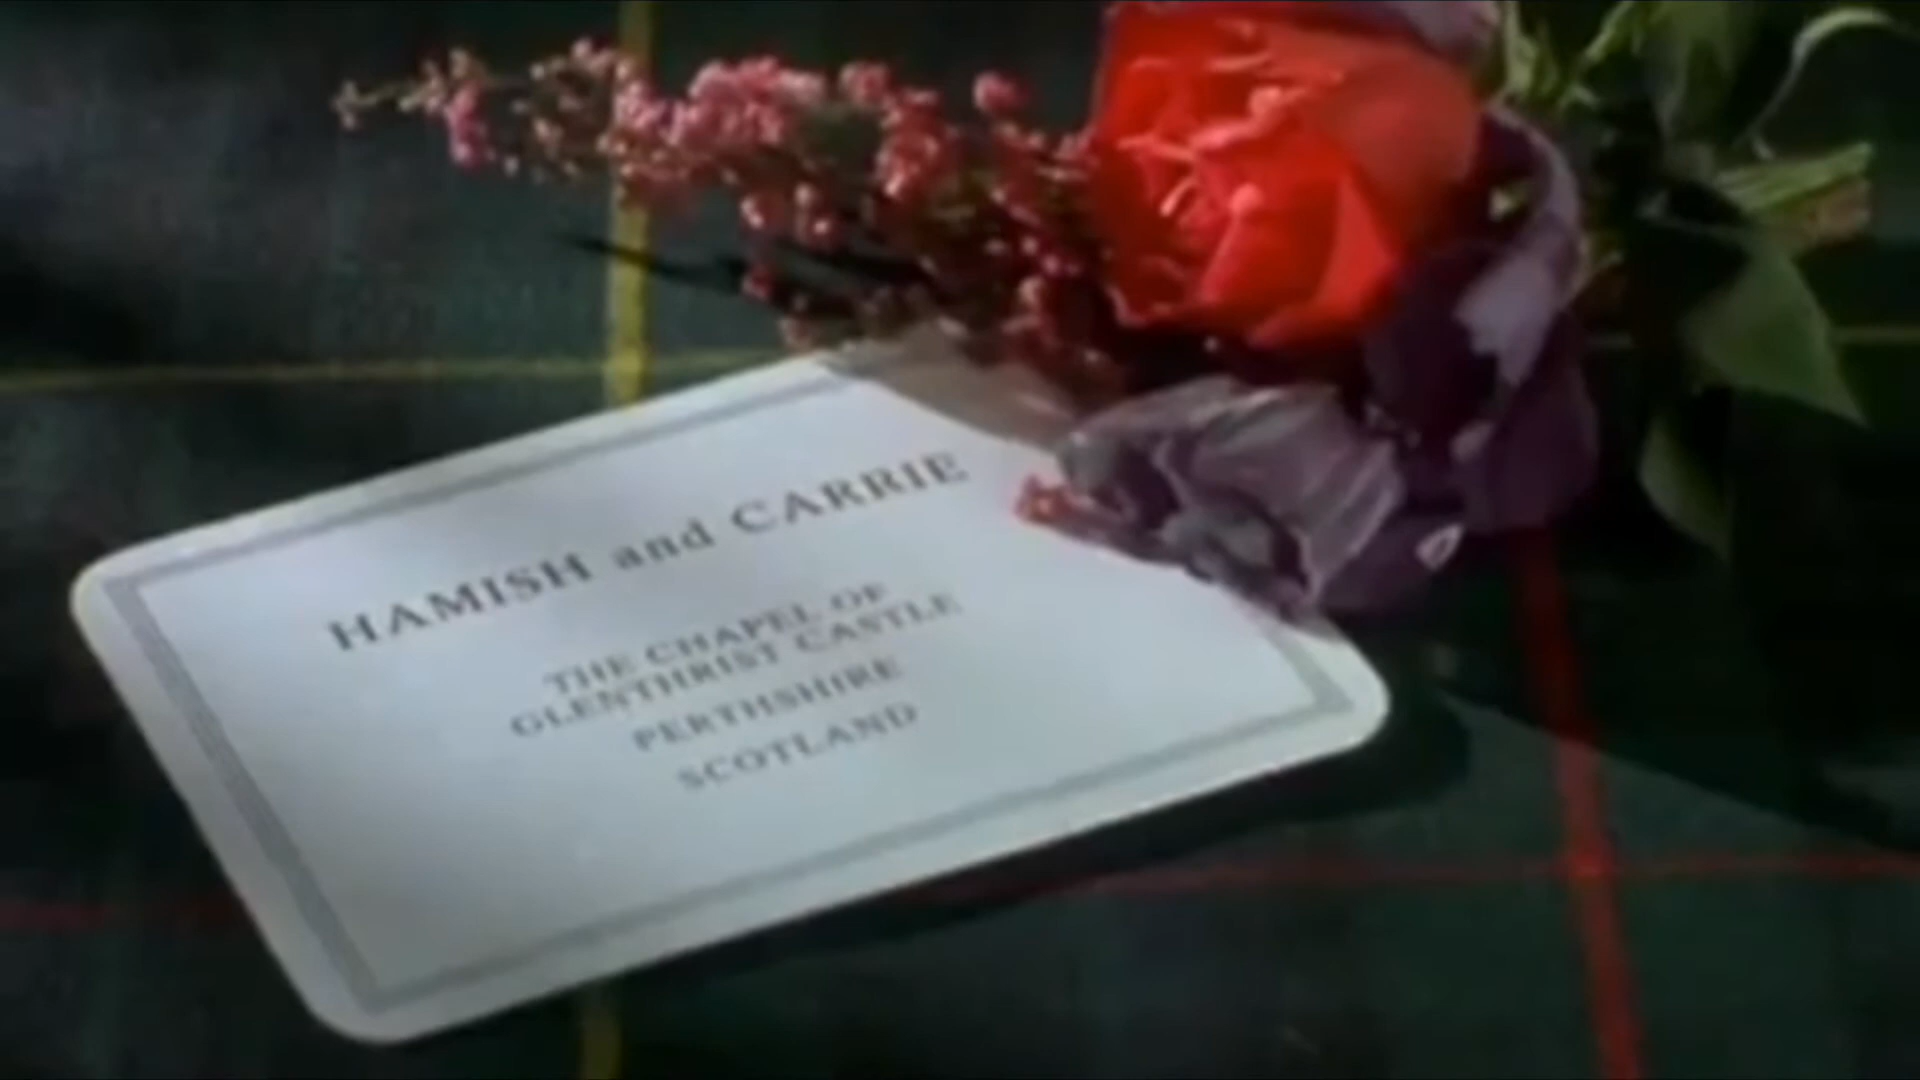 HAMISH and CARRIE
THE CHAPEL OF
GLENTHRIST CASTLE
PERTHSHIRE
SCOTLAND